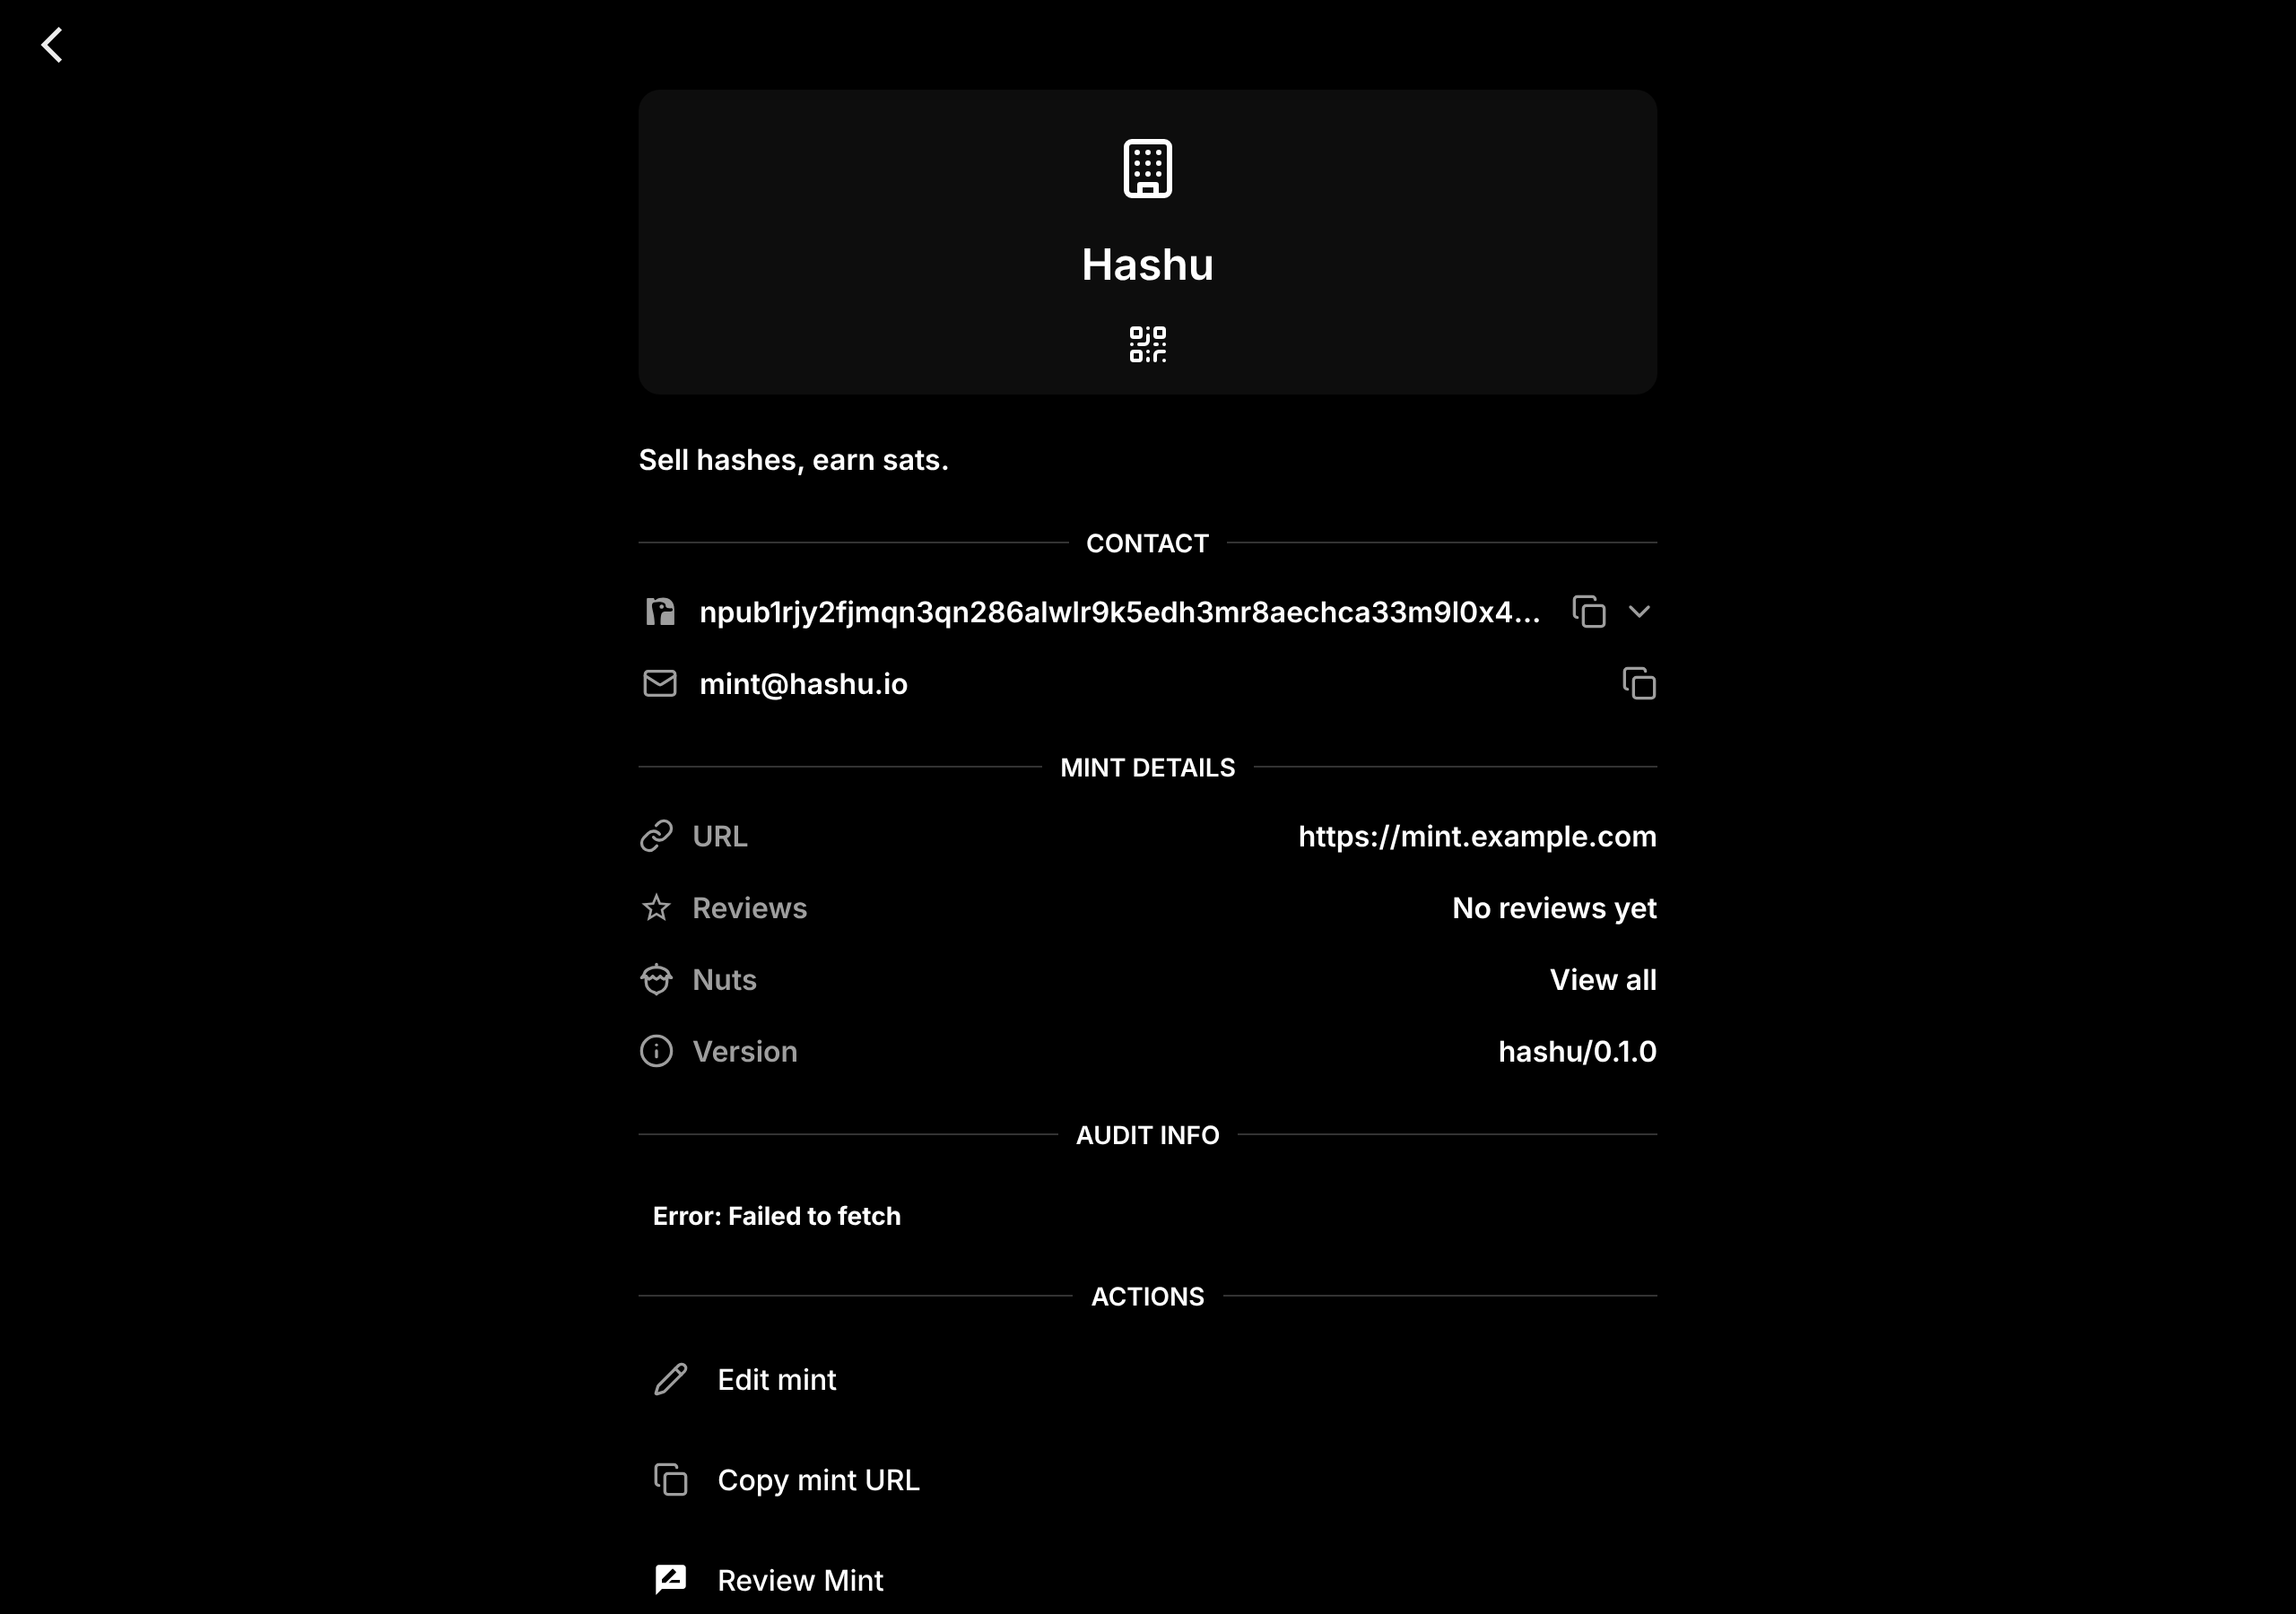 Hashu
Sell hashes, earn sats.
CONTACT
npub1rjy2fjmqn3qn286alwlr9k5edh3mr8aechca33m9l0x4...
mint@hashu.io
MINT DETAILS
URL https://mint.example.com
Reviews No reviews yet
Nuts View all
Version hashu/0.1.0
AUDIT INFO
Error: Failed to fetch
ACTIONS
Edit mint
Copy mint URL
Review Mint